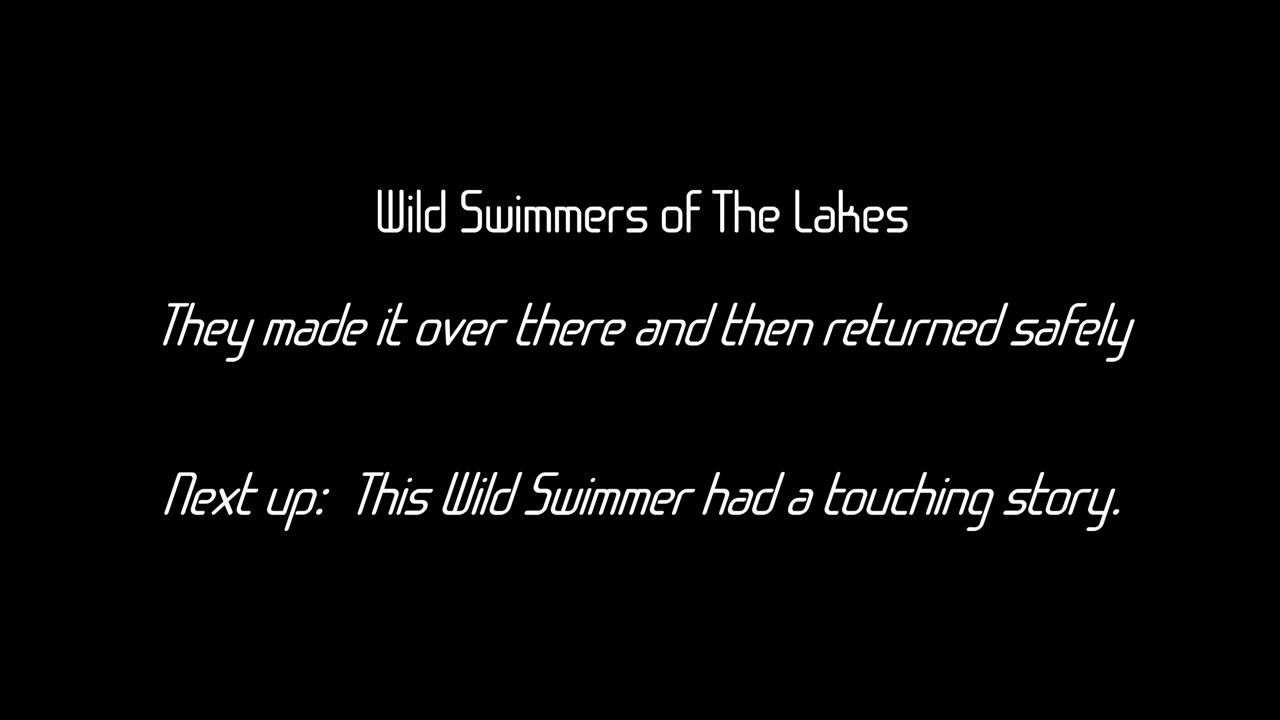 Wild Swimmers of The Lakes
They made it over there and then returned safely
Next up:  This Wild Swimmer had a touching story.